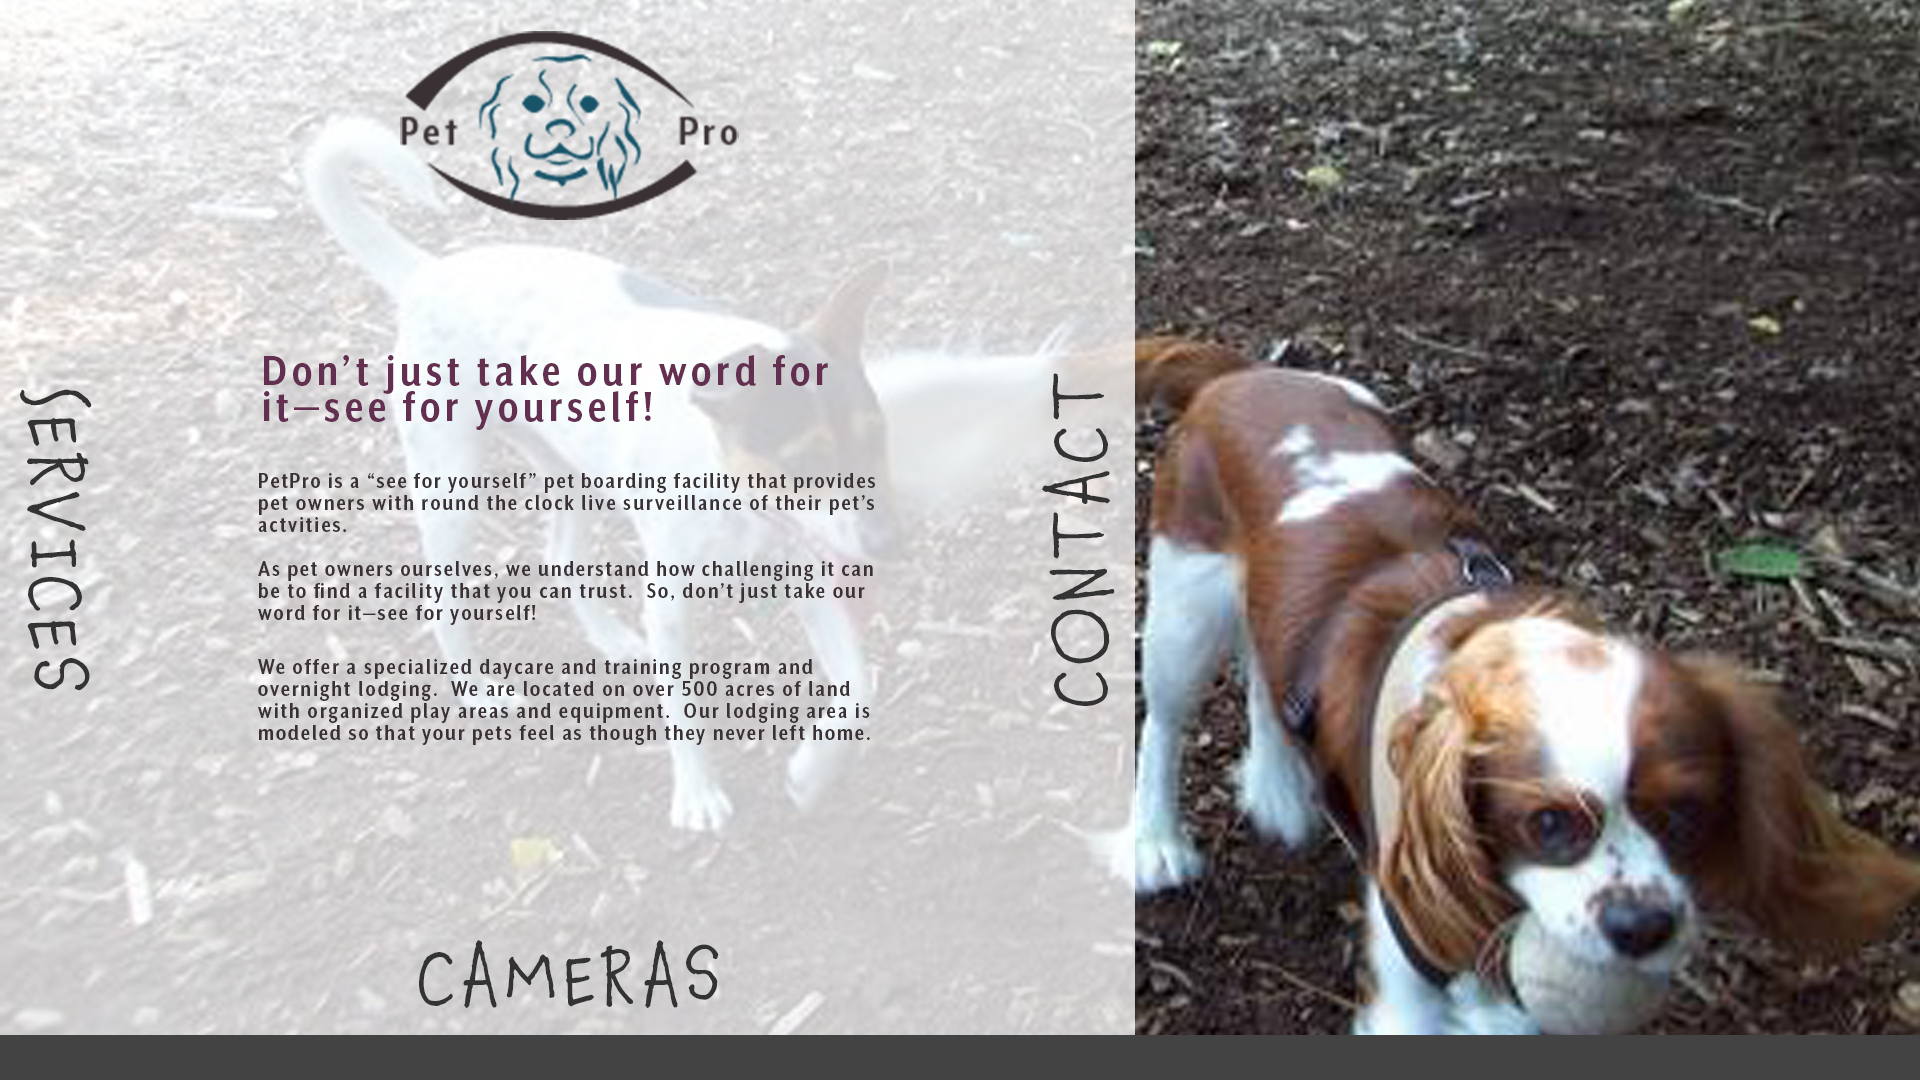 Pet Pro
Don’t just take our word for
it—see for yourself!
SERVICES
PetPro is a “see for yourself” pet boarding facility that provides
pet owners with round the clock live surveillance of their pet’s
actvities.
As pet owners ourselves, we understand how challenging it can
be to find a facility that you can trust.  So, don’t just take our
word for it—see for yourself!
We offer a specialized daycare and training program and
overnight lodging.  We are located on over 500 acres of land
with organized play areas and equipment.  Our lodging area is
modeled so that your pets feel as though they never left home.
CONTACT
CAMERAS